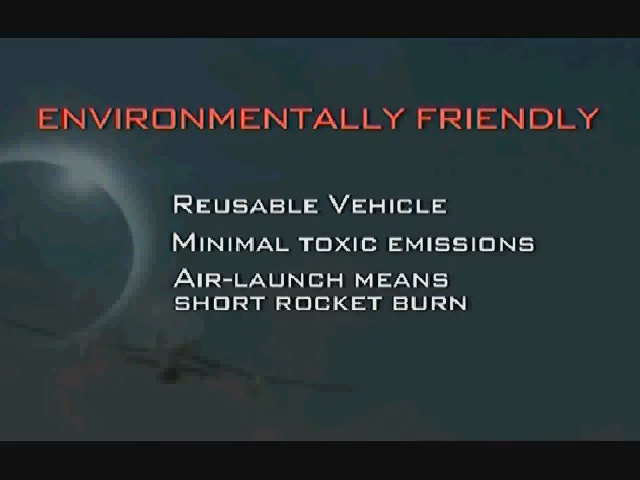 ENVIRONMENTALLY FRIENDLY
REUSABLE VEHICLE
MINIMAL TOXIC EMISSIONS
AIR-LAUNCH MEANS
SHORT ROCKET BURN